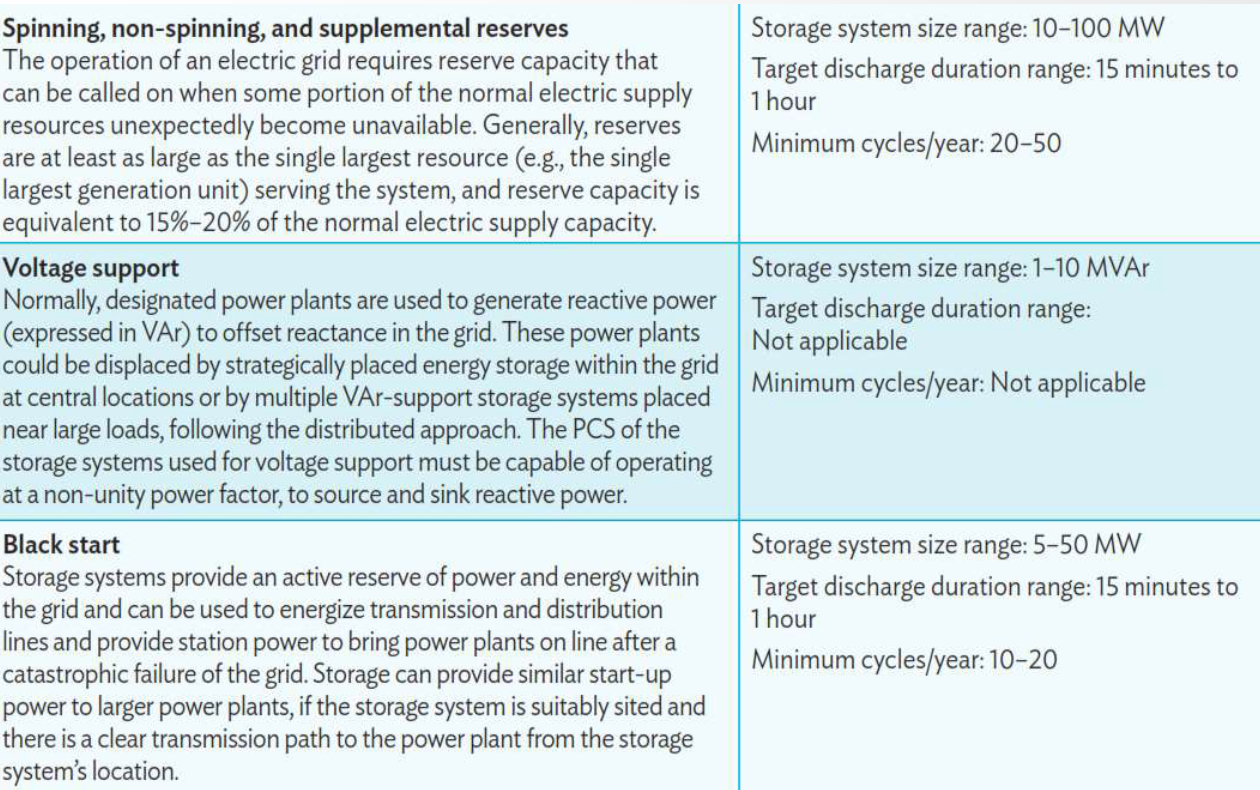 Spinning, non-spinning, and supplemental reserves
The operation of an electric grid requires reserve capacity that
can be called on when some portion of the normal electric supply
resources unexpectedly become unavailable. Generally, reserves
are at least as large as the single largest resource (e.g., the single
largest generation unit) serving the system, and reserve capacity is
equivalent to 15%–20% of the normal electric supply capacity.
Storage system size range: 10–100 MW
Target discharge duration range: 15 minutes to
1 hour
Minimum cycles/year: 20–50
Voltage support
Normally, designated power plants are used to generate reactive power
(expressed in VAr) to offset reactance in the grid. These power plants
could be displaced by strategically placed energy storage within the grid
at central locations or by multiple VAr-support storage systems placed
near large loads, following the distributed approach. The PCS of the
storage systems used for voltage support must be capable of operating
at a non-unity power factor, to source and sink reactive power.
Storage system size range: 1–10 MVAr
Target discharge duration range:
Not applicable
Minimum cycles/year: Not applicable
Black start
Storage systems provide an active reserve of power and energy within
the grid and can be used to energize transmission and distribution
lines and provide station power to bring power plants on line after a
catastrophic failure of the grid. Storage can provide similar start-up
power to larger power plants, if the storage system is suitably sited and
there is a clear transmission path to the power plant from the storage
system's location.
Storage system size range: 5–50 MW
Target discharge duration range: 15 minutes to
1 hour
Minimum cycles/year: 10–20